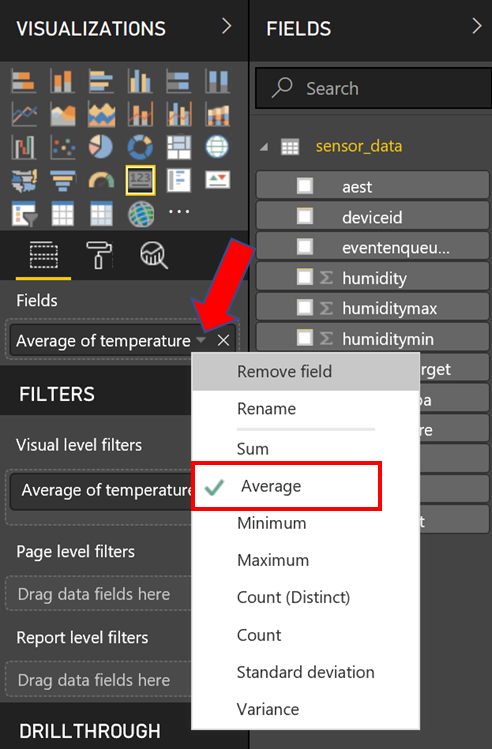 VISUALIZATIONS
123
Fields
Average of temperature
FILTERS
Visual level filters
Average of temperature
Page level filters
Drag data fields here
Report level filters
Drag data fields here
DRILLTHROUGH
FIELDS
Search
sensor_data
aest
deviceid
eventenqueu...
humidity
humiditymax
humiditymin
rget
a
re
t
Remove field
Rename
Sum
Average
Minimum
Maximum
Count (Distinct)
Count
Standard deviation
Variance